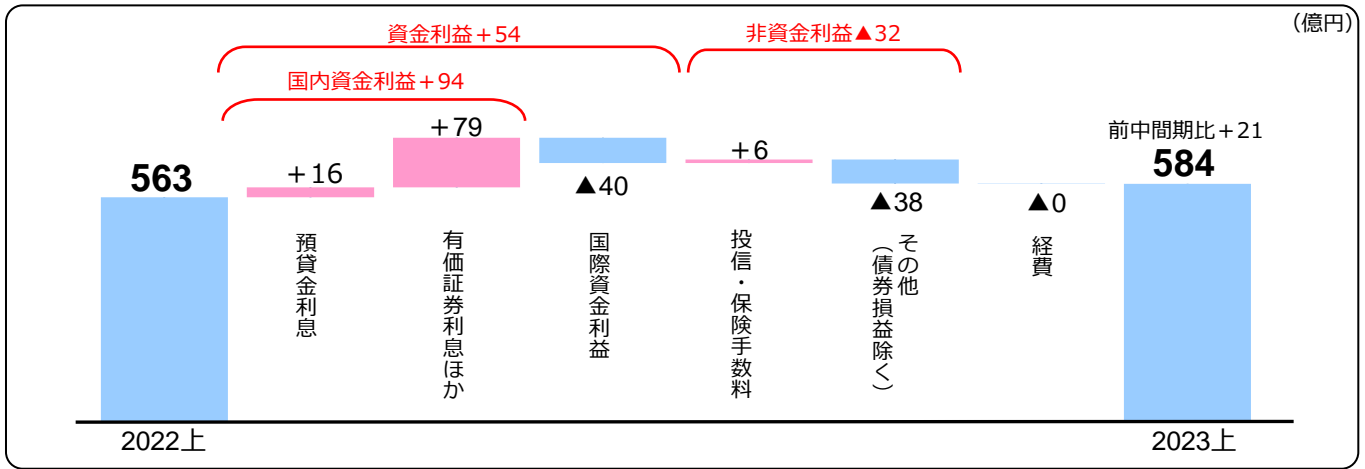 （億円）
資金利益＋54
非資金利益▲32
国内資金利益＋94
563
＋16
＋79
▲40
＋6
▲38
▲0
前中間期比＋21
584
預貸金利息
有価証券利息ほか
国際資金利益
投信・保険手数料
その他
（債券損益除く）
経費
2022上
2023上